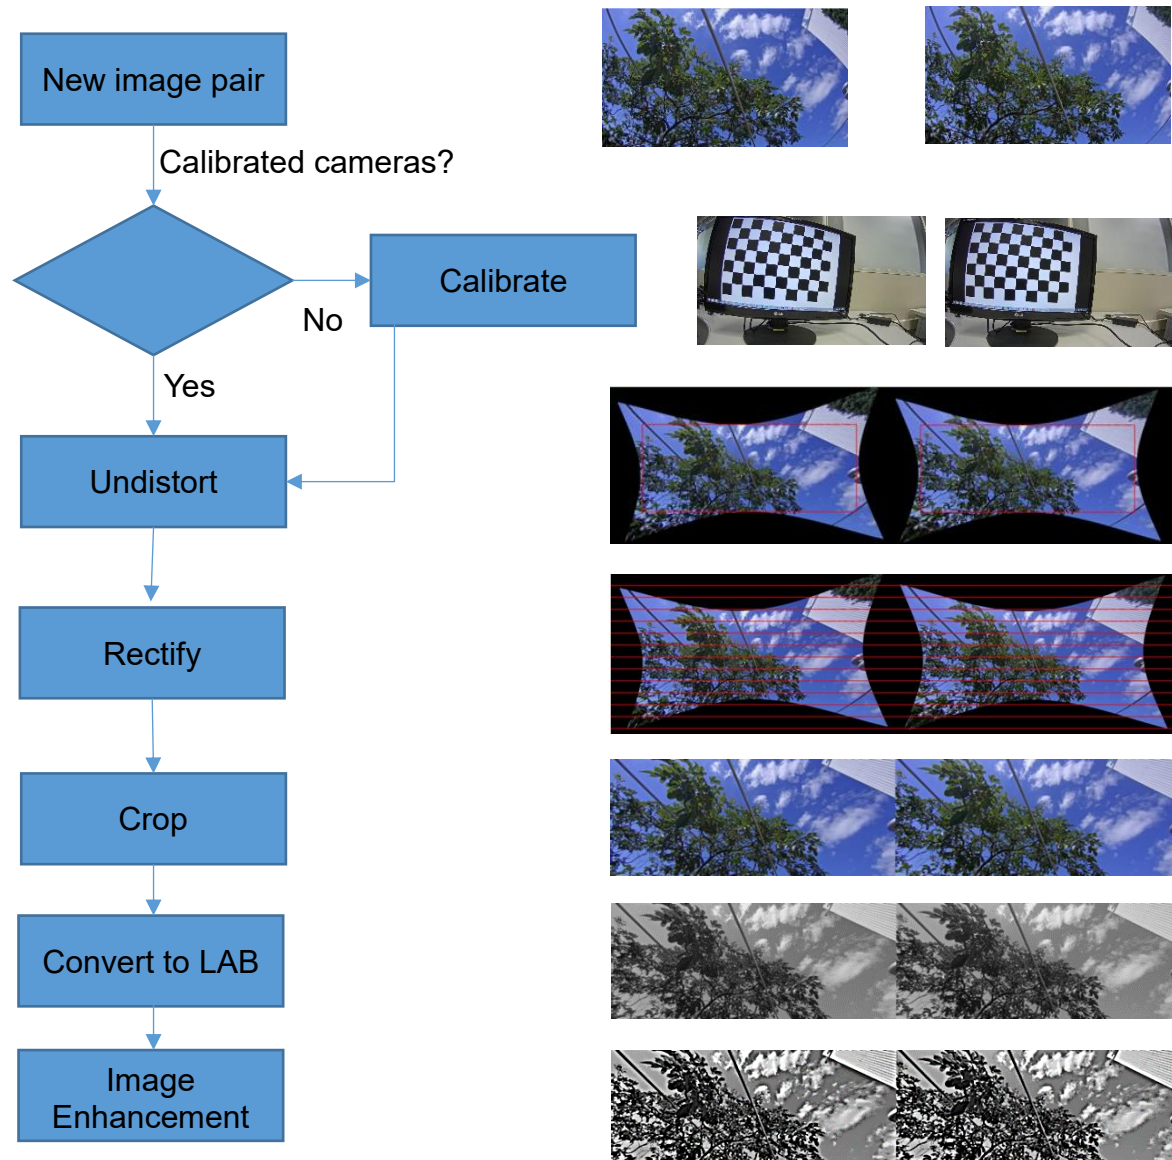 New image pair
Calibrated cameras?
Calibrate
No
Yes
Undistort
Rectify
Crop
Convert to LAB
Image
Enhancement